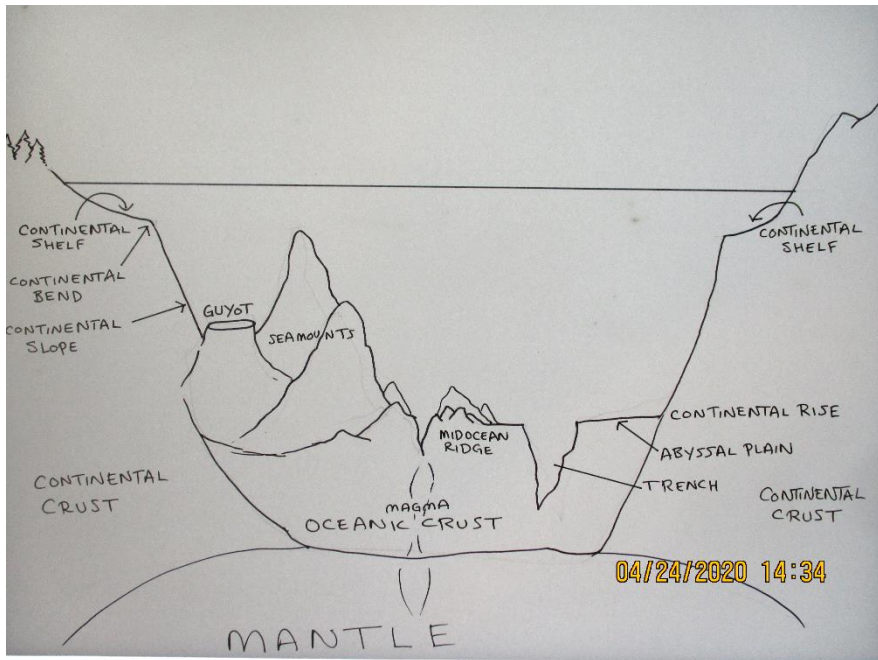 CONTINENTAL
SHELF
CONTINENTAL
BEND
CONTINENTAL
SLOPE
GUYOT
SEAMOUNTS
CONTINENTAL
SHELF
MIDOCEAN
RIDGE
CONTINENTAL RISE
ABYSSAL PLAIN
TRENCH
CONTINENTAL
CRUST
MAGMA
OCEANIC CRUST
CONTINENTAL
CRUST
04/24/2020 14:34
MANTLE